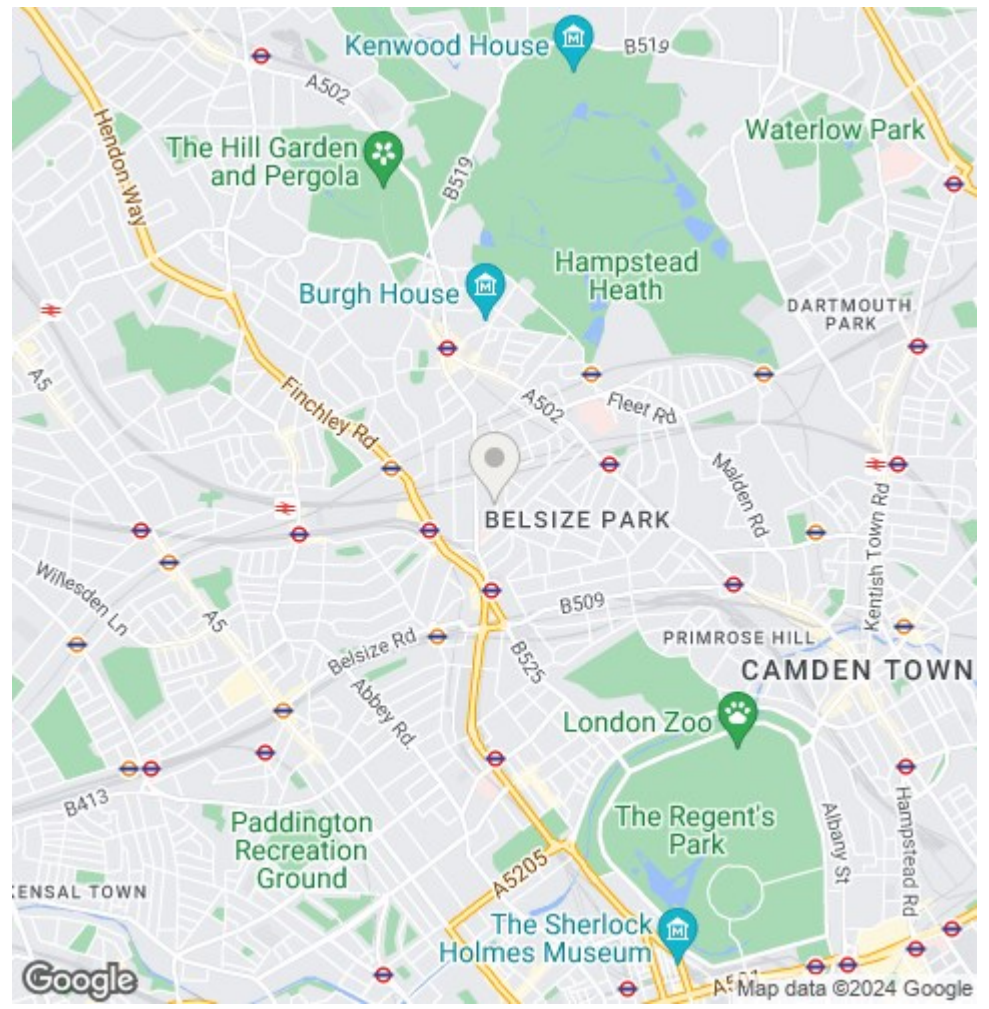 Kenwood House
B519
A502
Hendon Way
The Hill Garden
and Pergola
B519
Waterlow Park
Burgh House
Hampstead
Heath
DARTMOUTH
PARK
A5
Finchley Rd
A502
Fleet Rd
Malden Rd
Kentish Town Rd
BELSIZE PARK
Willesden Ln
A5
B509
Belsize Rd
B525
PRIMROSE HILL
CAMDEN TOWN
Abbey Rd.
London Zoo
B413
Paddington
Recreation
Ground
The Regent's
Park
Albany St
Hampstead Rd
A5205
KENSAL TOWN
The Sherlock
Holmes Museum
Google
Map data ©2024 Google